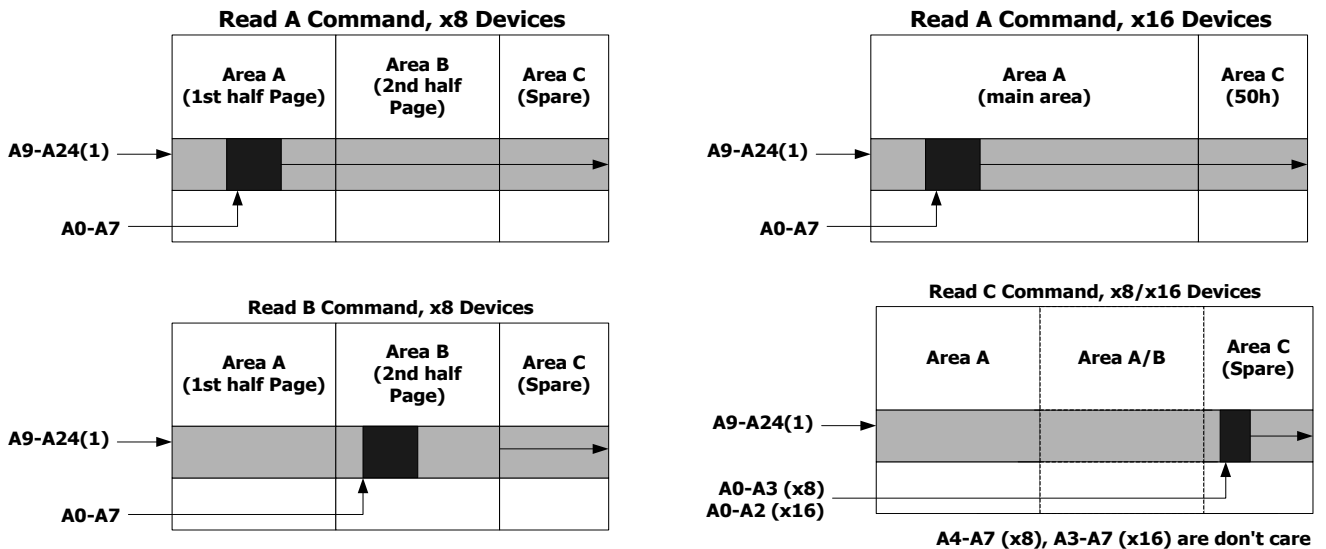 Read A Command, x8 Devices
Area A
(1st half Page)
Area B
(2nd half
Page)
Area C
(Spare)
A9-A24(1)
A0-A7
Read A Command, x16 Devices
Area A
(main area)
Area C
(50h)
A9-A24(1)
A0-A7
Read B Command, x8 Devices
Area A
(1st half Page)
Area B
(2nd half
Page)
Area C
(Spare)
A9-A24(1)
A0-A7
Read C Command, x8/x16 Devices
Area A
Area A/B
Area C
(Spare)
A9-A24(1)
A0-A3 (x8)
A0-A2 (x16)
A4-A7 (x8), A3-A7 (x16) are don't care